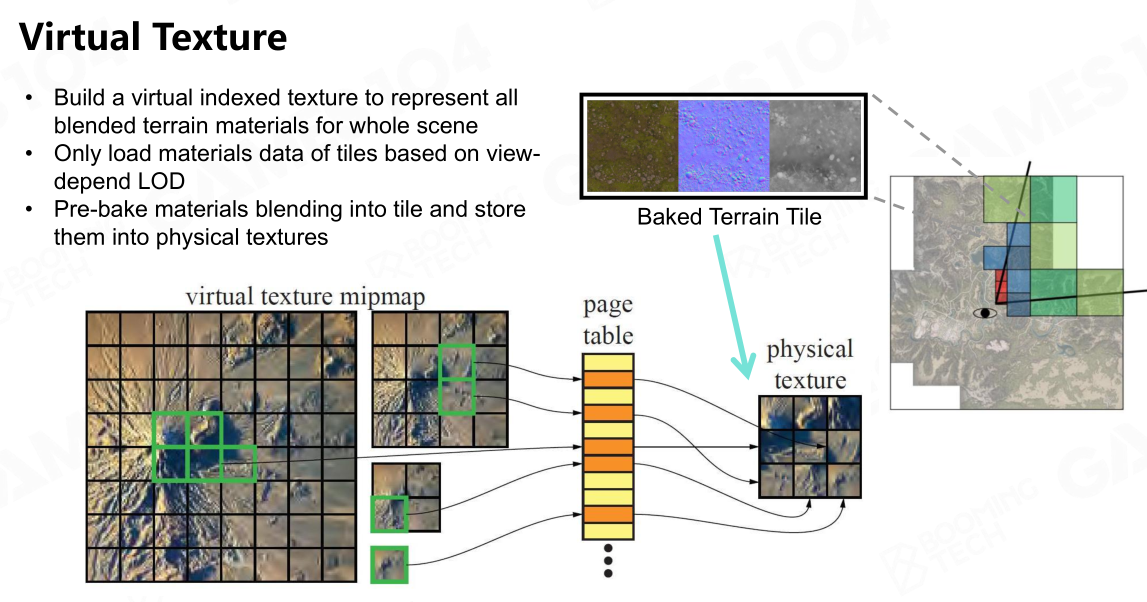 Virtual Texture
• Build a virtual indexed texture to represent all
blended terrain materials for whole scene
• Only load materials data of tiles based on view-
depend LOD
• Pre-bake materials blending into tile and store
them into physical textures
Baked Terrain Tile
virtual texture mipmap
page
table
physical
texture
GAMES104
BOOMING
TECH